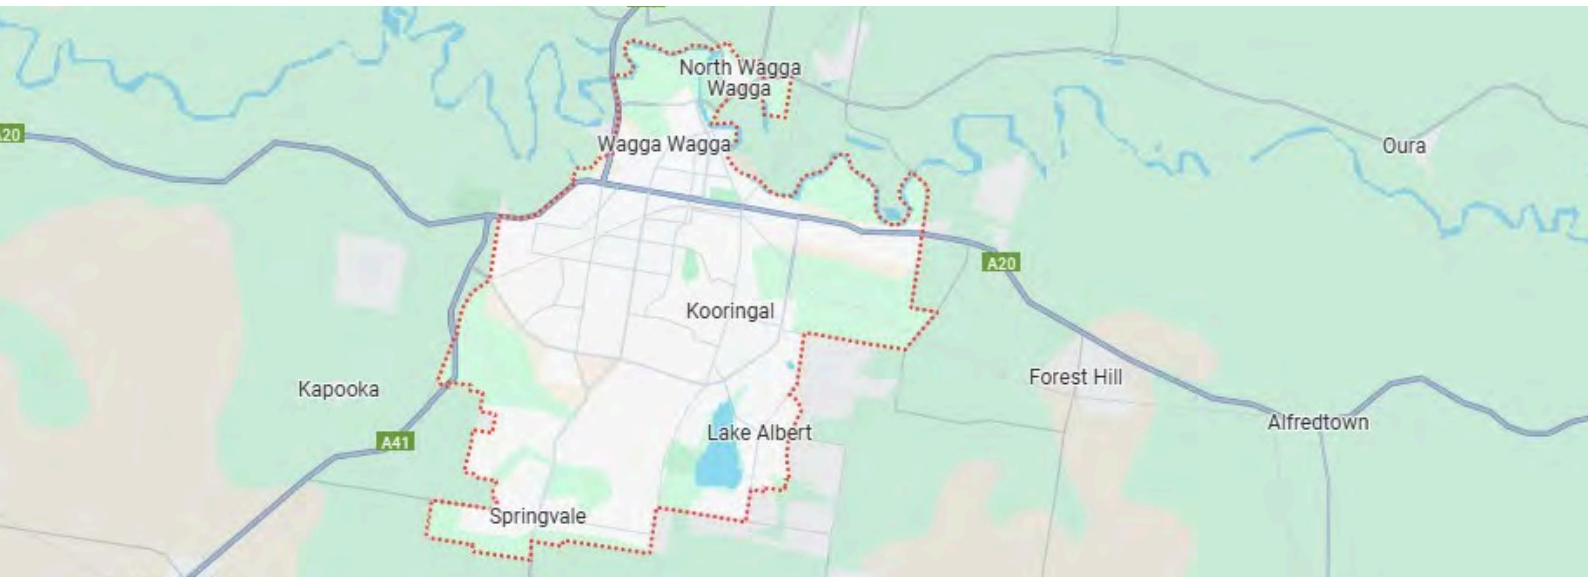 North Wagga
Wagga
A20
Wagga Wagga
Oura
A20
Kooringal
Forest Hill
Kapooka
Alfredtown
Lake Albert
A41
Springvale